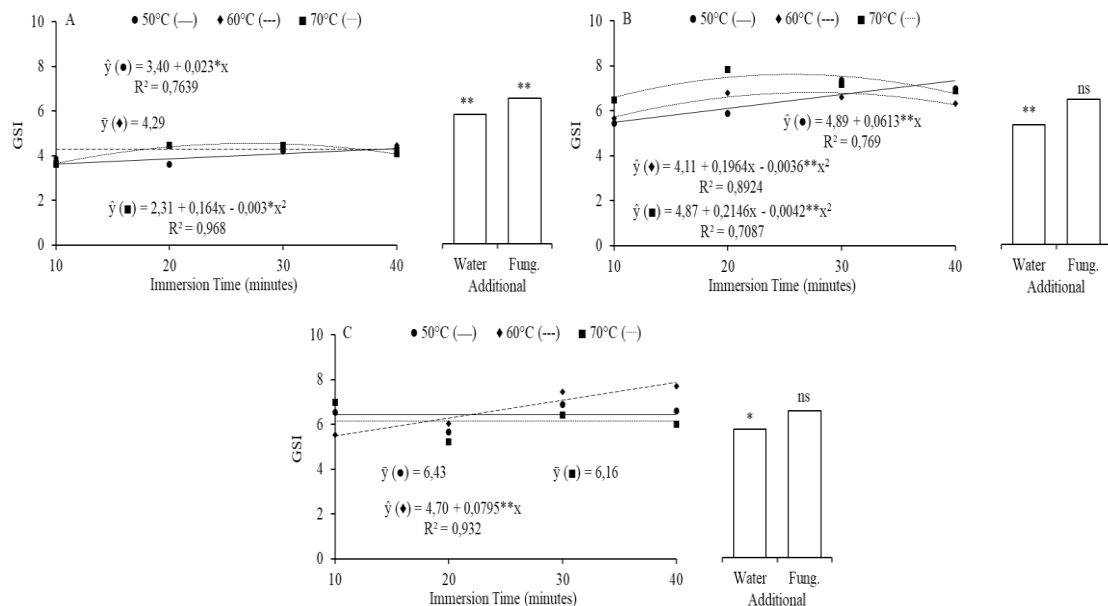 A
● 50°C (—) ♦ 60°C (---) ■ 70°C (····)
GSI
10
8
6
4
2
0
ŷ (●) = 3,40 + 0,023*x
R² = 0,7639
ȳ (♦) = 4,29
ŷ (■) = 2,31 + 0,164x - 0,003*x²
R² = 0,968
10 20 30 40
Immersion Time (minutes)
** **
Water Fung.
Additional
B
● 50°C (—) ♦ 60°C (---) ■ 70°C (····)
GSI
10
8
6
4
2
0
ŷ (●) = 4,89 + 0,0613**x
R² = 0,769
ŷ (♦) = 4,11 + 0,1964x - 0,0036**x²
R² = 0,8924
ŷ (■) = 4,87 + 0,2146x - 0,0042**x²
R² = 0,7087
10 20 30 40
Immersion Time (minutes)
** ns
Water Fung.
Additional
C
● 50°C (—) ♦ 60°C (---) ■ 70°C (····)
GSI
10
8
6
4
2
0
ȳ (●) = 6,43 ȳ (■) = 6,16
ŷ (♦) = 4,70 + 0,0795**x
R² = 0,932
10 20 30 40
Immersion Time (minutes)
* ns
Water Fung.
Additional